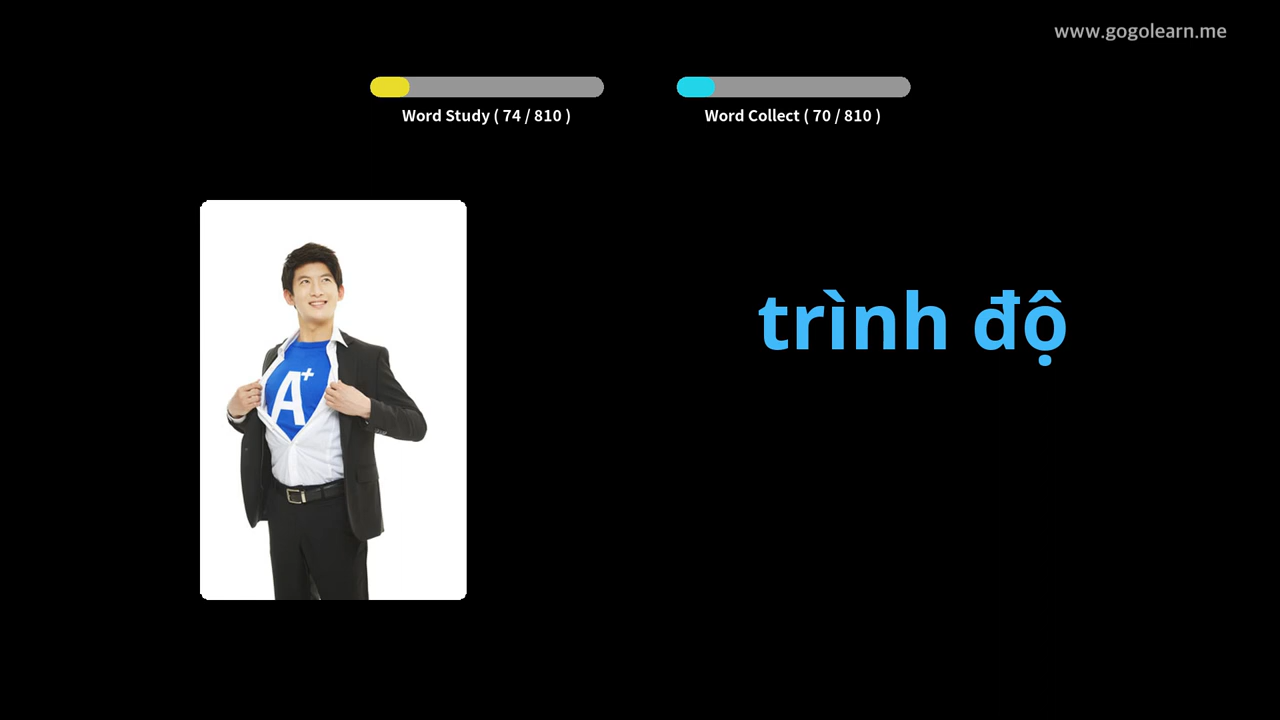 www.gogolearn.me
Word Study ( 74 / 810 )
Word Collect ( 70 / 810 )
A+
trình độ